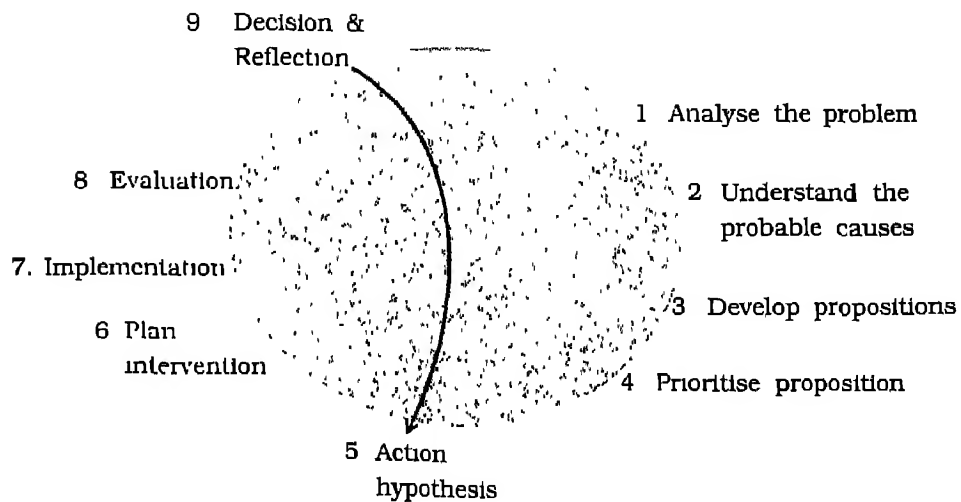 9 Decision &
Reflection
1 Analyse the problem
8 Evaluation
2 Understand the
probable causes
7. Implementation
3 Develop propositions
6 Plan
intervention
4 Prioritise proposition
5 Action
hypothesis